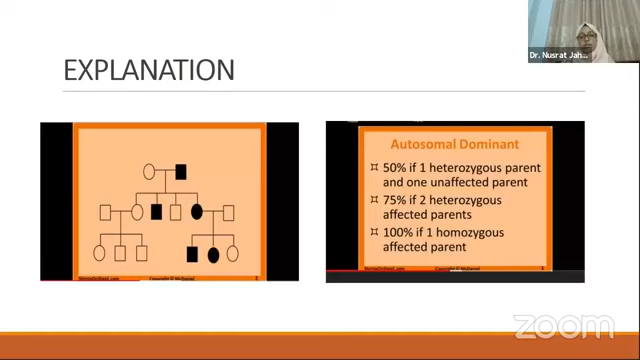 Dr. Nusrat Jah...
EXPLANATION
Autosomal Dominant
¤ 50% if 1 heterozygous parent
and one unaffected parent
¤ 75% if 2 heterozygous
affected parents
¤ 100% if 1 homozygous
affected parent
zoom